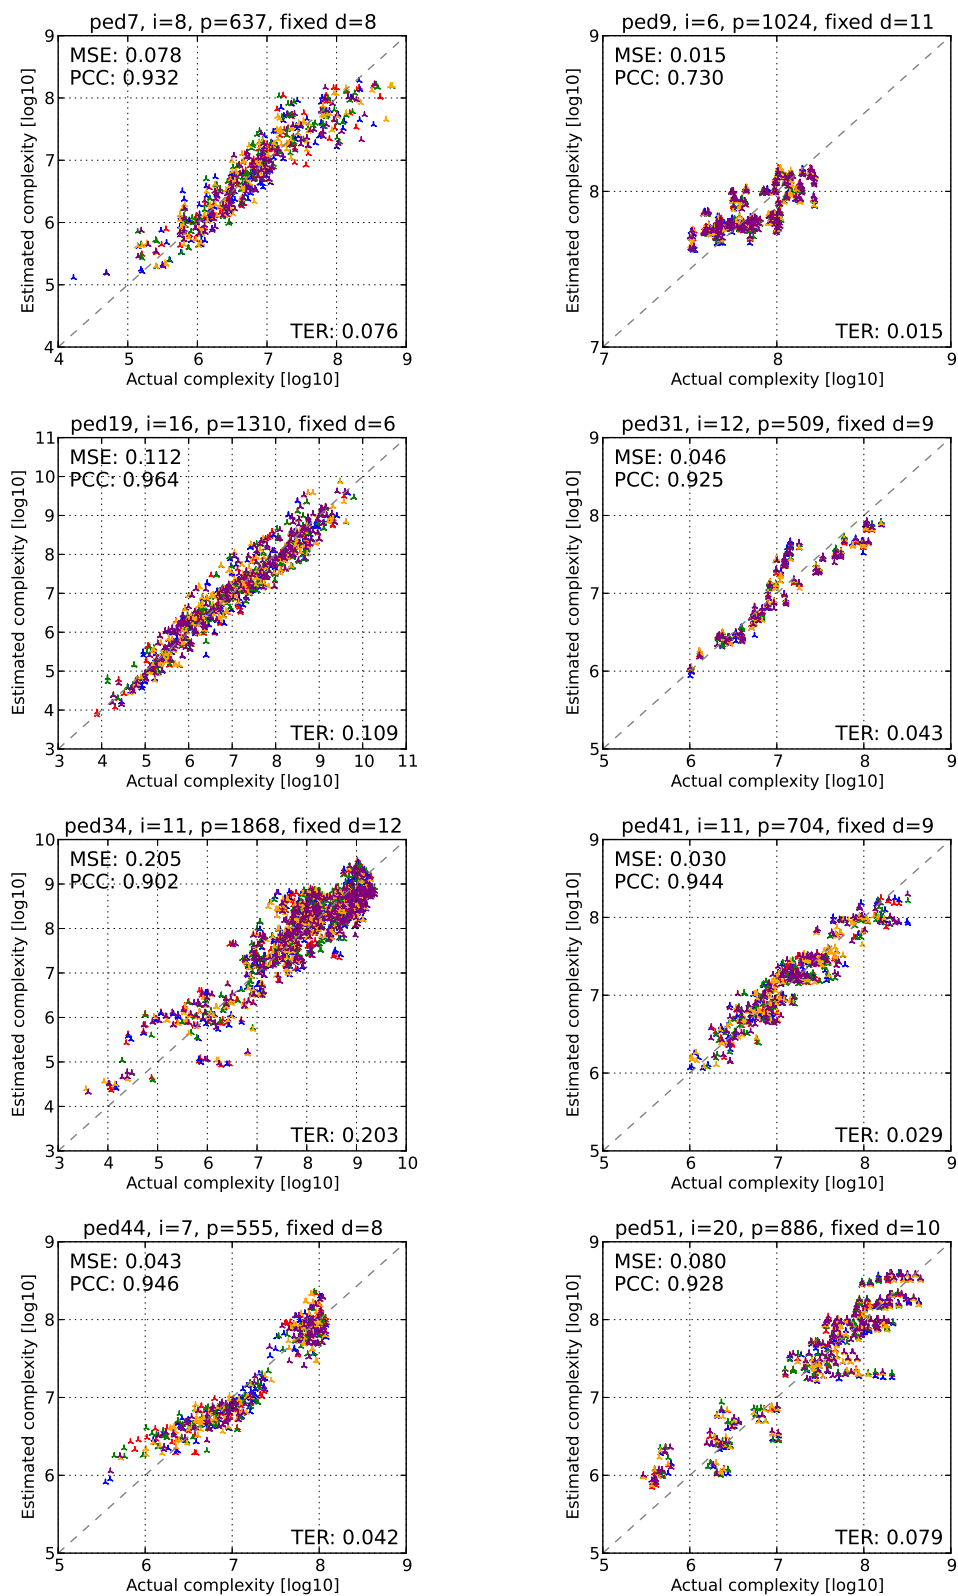 ped7, i=8, p=637, fixed d=8
MSE: 0.078
PCC: 0.932
TER: 0.076
Estimated complexity [log10]
9
8
7
6
5
4
4 5 6 7 8 9
Actual complexity [log10]
ped9, i=6, p=1024, fixed d=11
MSE: 0.015
PCC: 0.730
TER: 0.015
Estimated complexity [log10]
9
8
7
7 8 9
Actual complexity [log10]
ped19, i=16, p=1310, fixed d=6
MSE: 0.112
PCC: 0.964
TER: 0.109
Estimated complexity [log10]
11
10
9
8
7
6
5
4
3
3 4 5 6 7 8 9 10 11
Actual complexity [log10]
ped31, i=12, p=509, fixed d=9
MSE: 0.046
PCC: 0.925
TER: 0.043
Estimated complexity [log10]
9
8
7
6
5
5 6 7 8 9
Actual complexity [log10]
ped34, i=11, p=1868, fixed d=12
MSE: 0.205
PCC: 0.902
TER: 0.203
Estimated complexity [log10]
10
9
8
7
6
5
4
3
3 4 5 6 7 8 9 10
Actual complexity [log10]
ped41, i=11, p=704, fixed d=9
MSE: 0.030
PCC: 0.944
TER: 0.029
Estimated complexity [log10]
9
8
7
6
5
5 6 7 8 9
Actual complexity [log10]
ped44, i=7, p=555, fixed d=8
MSE: 0.043
PCC: 0.946
TER: 0.042
Estimated complexity [log10]
9
8
7
6
5
5 6 7 8 9
Actual complexity [log10]
ped51, i=20, p=886, fixed d=10
MSE: 0.080
PCC: 0.928
TER: 0.079
Estimated complexity [log10]
9
8
7
6
5
5 6 7 8 9
Actual complexity [log10]